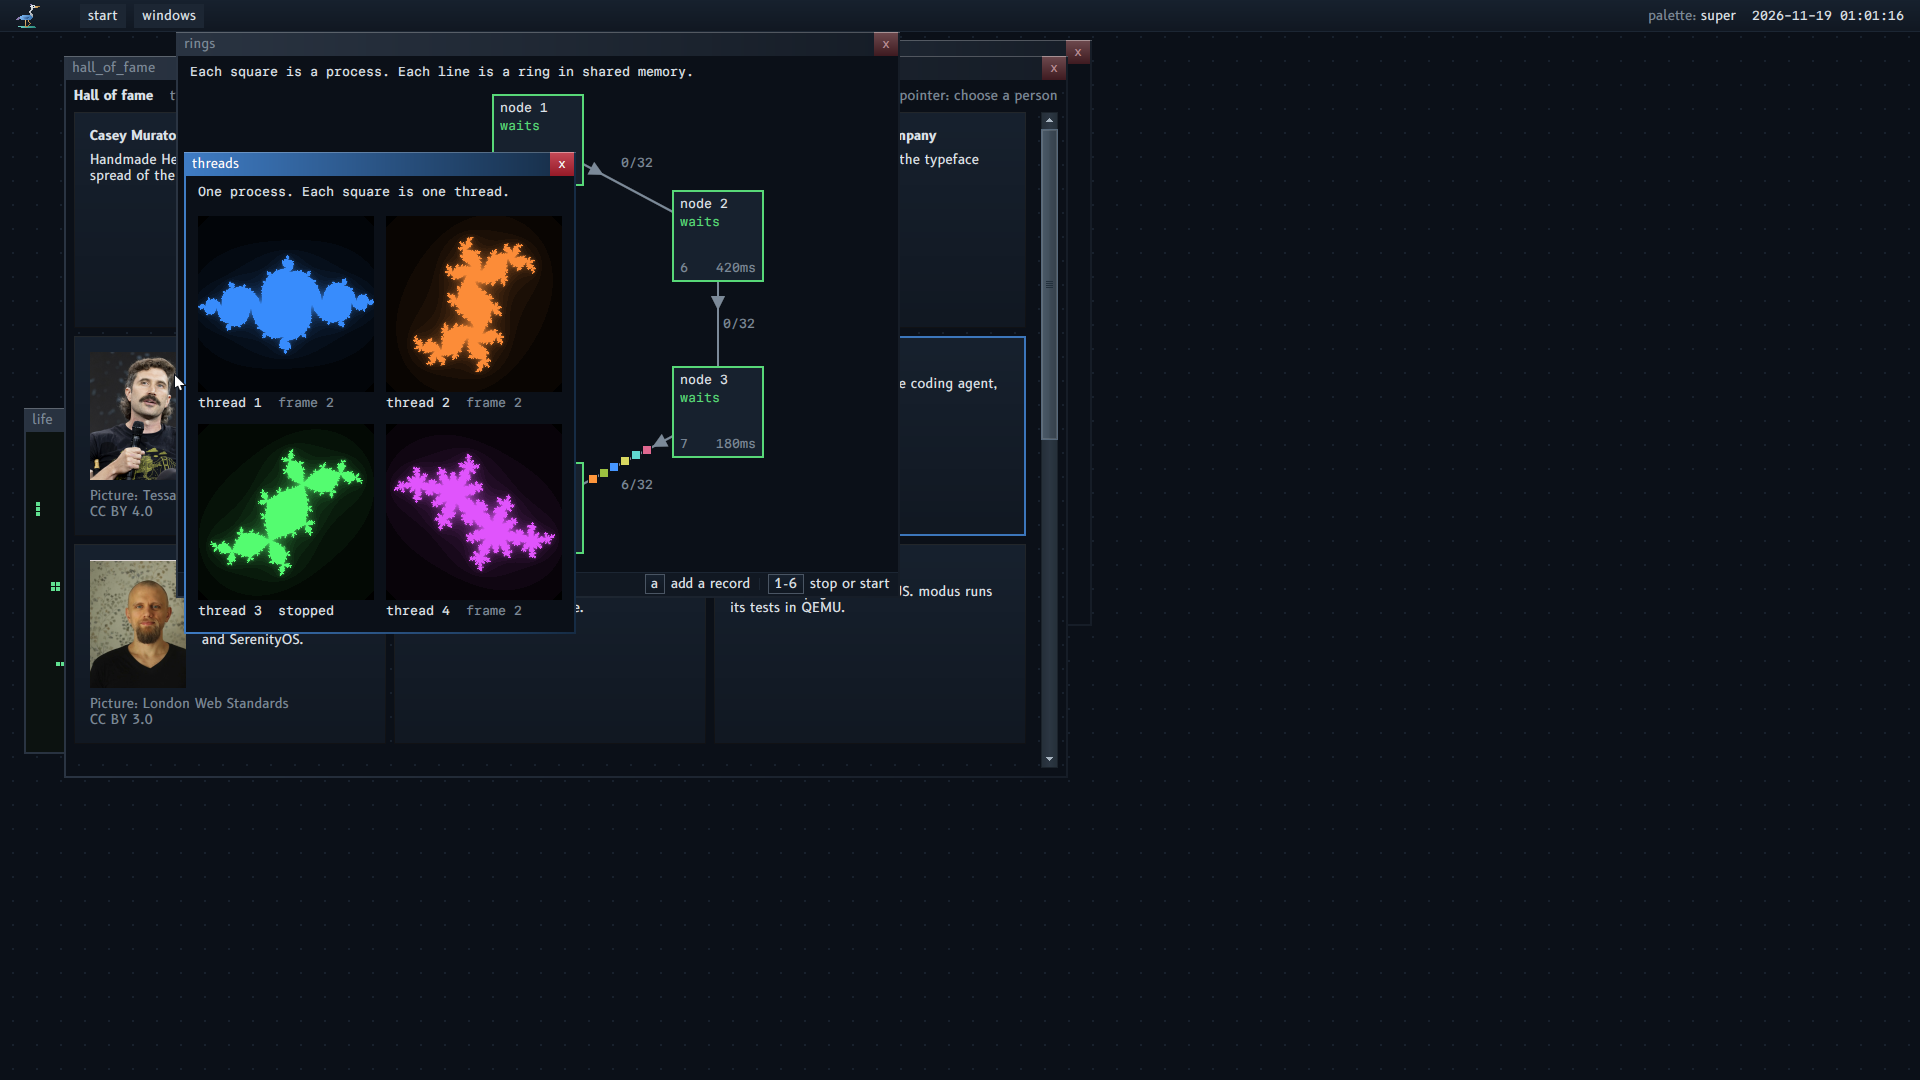 start windows palette: super 2026-11-19 01:01:16
rings x
x
hall_of_fame x
Each square is a process. Each line is a ring in shared memory.
Hall of fame pointer: choose a person
node 1
waits
Casey
Handmade
spread of the
the typeface
threads x
0/32
One process. Each square is one thread.
node 2
waits
6 420ms
0/32
node 3
waits
7 180ms
6/32
coding agent,
thread 1 frame 2
thread 2 frame 2
life
Picture: Tessa
CC BY 4.0
a add a record 1-6 stop or start
thread 3 stopped
thread 4 frame 2
modus runs
its tests in QEMU.
and SerenityOS.
Picture: London Web Standards
CC BY 3.0